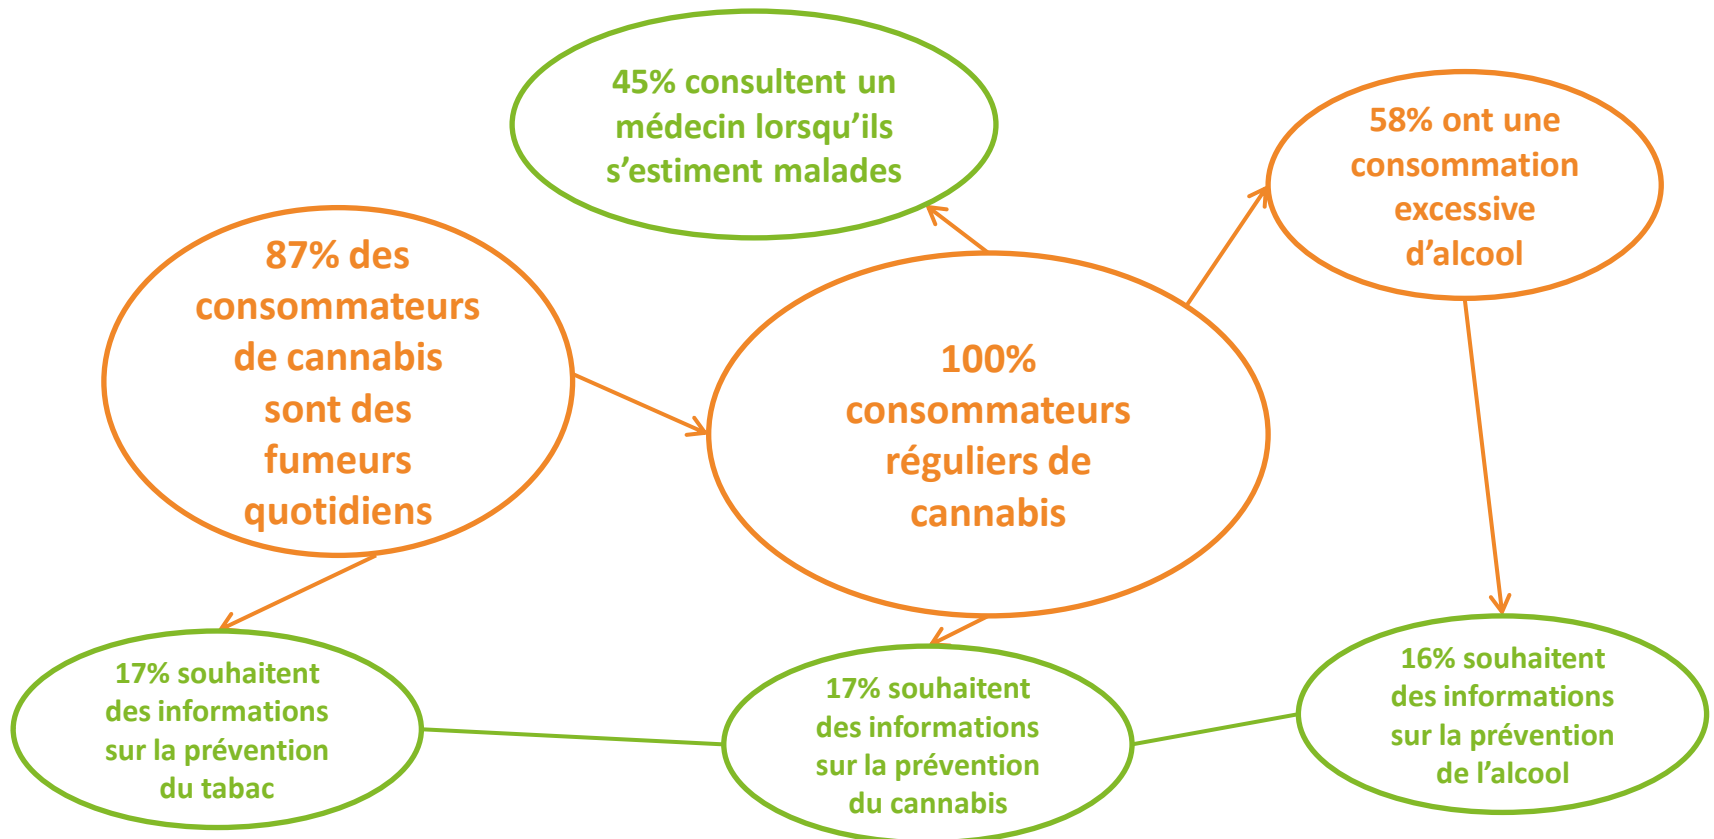 45% consultent un
médecin lorsqu’ils
s’estiment malades
58% ont une
consommation
excessive
d’alcool
87% des
consommateurs
de cannabis
sont des
fumeurs
quotidiens
100%
consommateurs
réguliers de
cannabis
17% souhaitent
des informations
sur la prévention
du tabac
17% souhaitent
des informations
sur la prévention
du cannabis
16% souhaitent
des informations
sur la prévention
de l’alcool